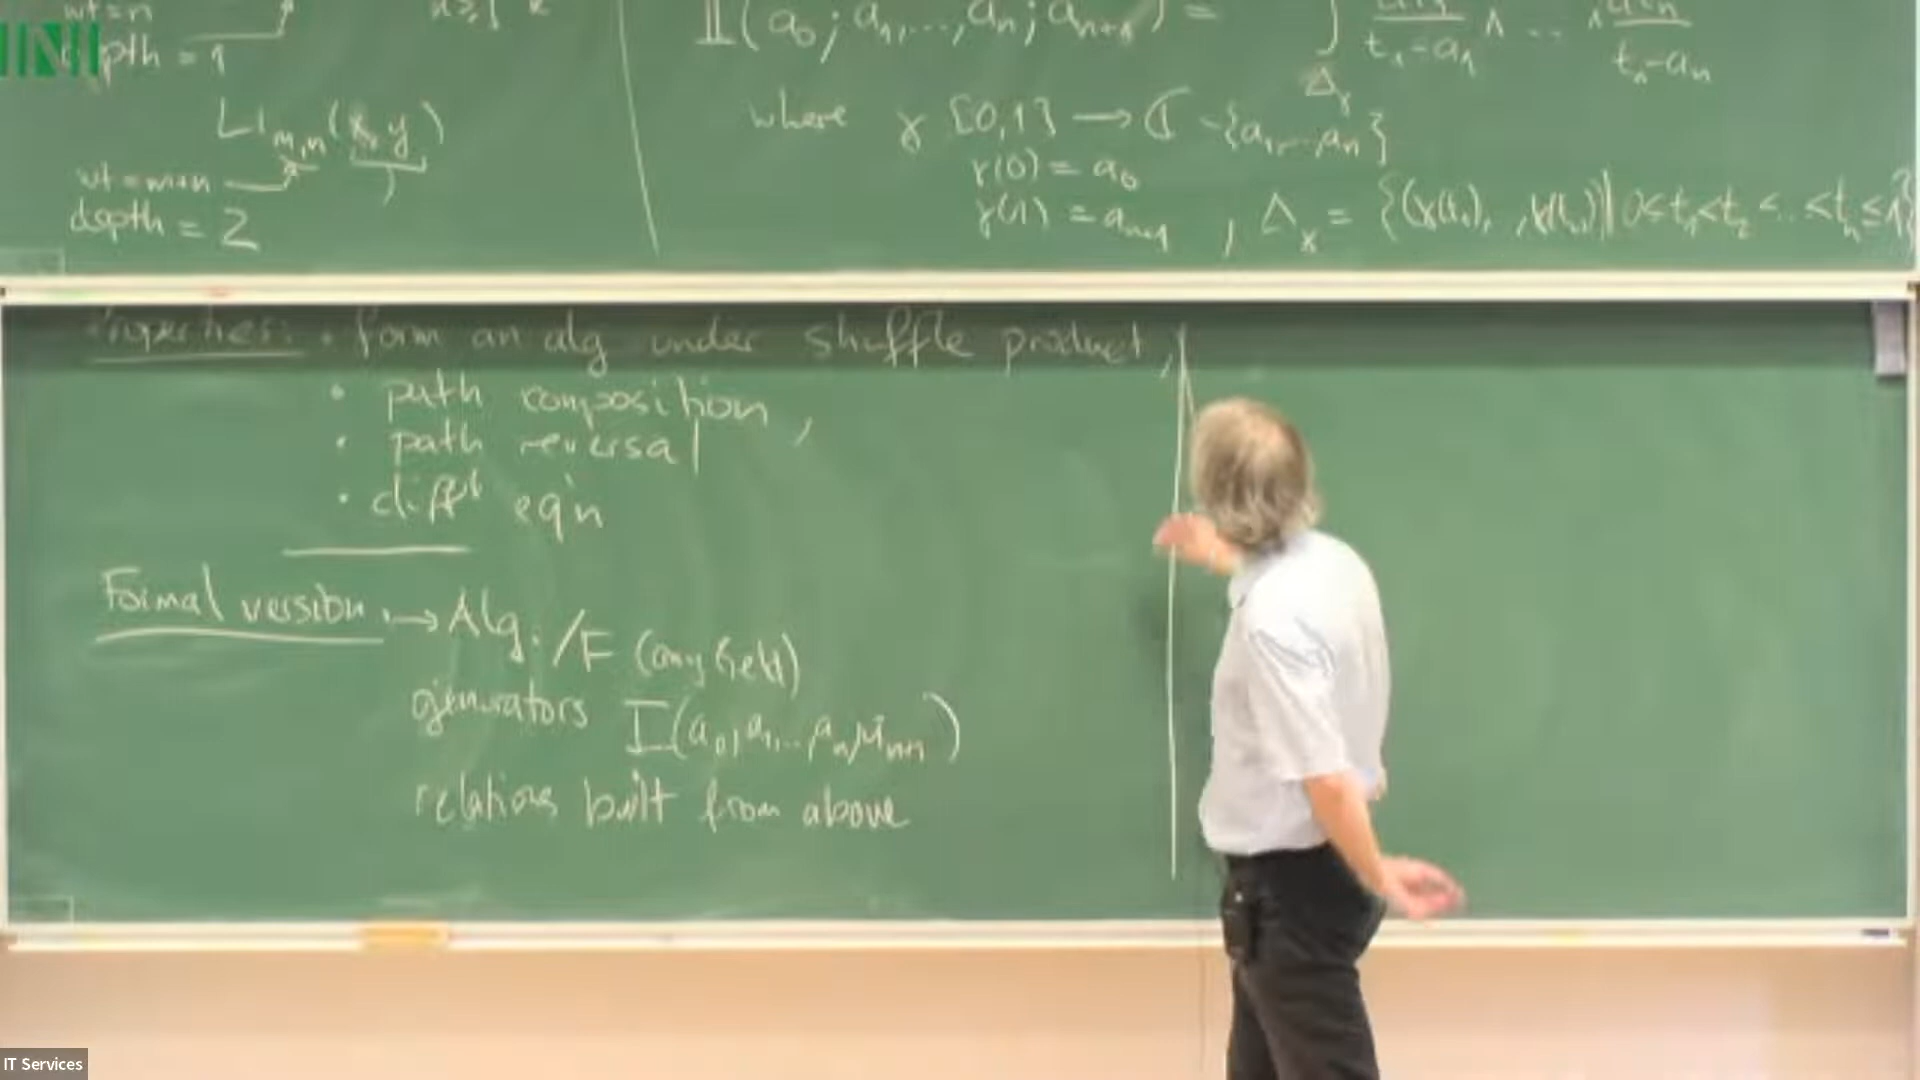 INI
wt=n
depth = 1
Li_{m,n}(x, y)
wt = m+n
depth = 2
I(a_0; a_1, ..., a_n; a_{n+1}) = ∫_{Δ_γ} ∧ ... ∧
t_1-a_1 t_n-a_n
where γ [0,1] → ℂ -{a_1, ..., a_n}
γ(0) = a_0
γ(1) = a_{n+1} , Δ_γ = {(γ(t_1), , γ(t_n)) | 0≤t_1<t_2<..<t_n≤1}
Properties: • form an alg under shuffle product,
• path composition,
• path reversal
• diff'l eq'n
Formal version. → Alg. /F (any field)
generators I(a_0, a_1, ..., a_n, a_{n+1})
relations built from above
IT Services